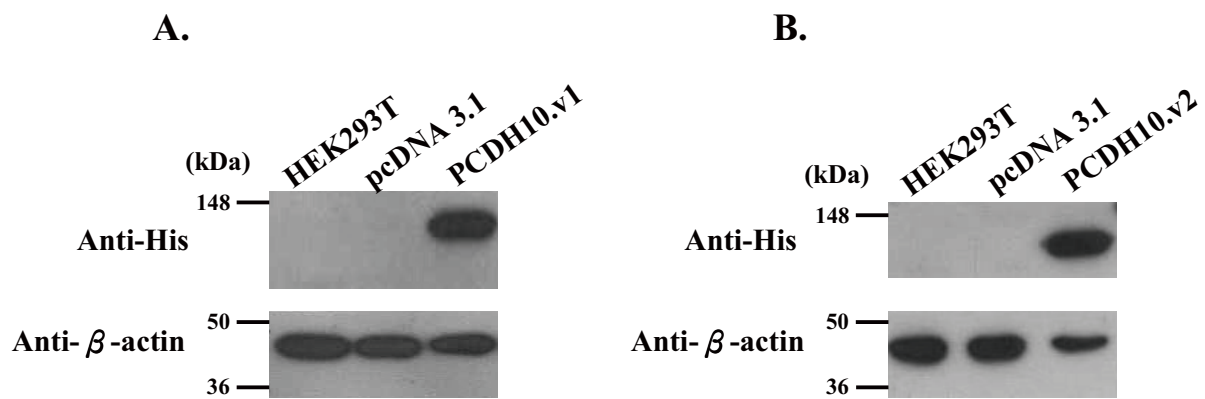 A.
HEK293T
pcDNA 3.1
PCDH10.v1
(kDa)
148
Anti-His
50
Anti-β-actin
36
B.
HEK293T
pcDNA 3.1
PCDH10.v2
(kDa)
148
Anti-His
50
Anti-β-actin
36